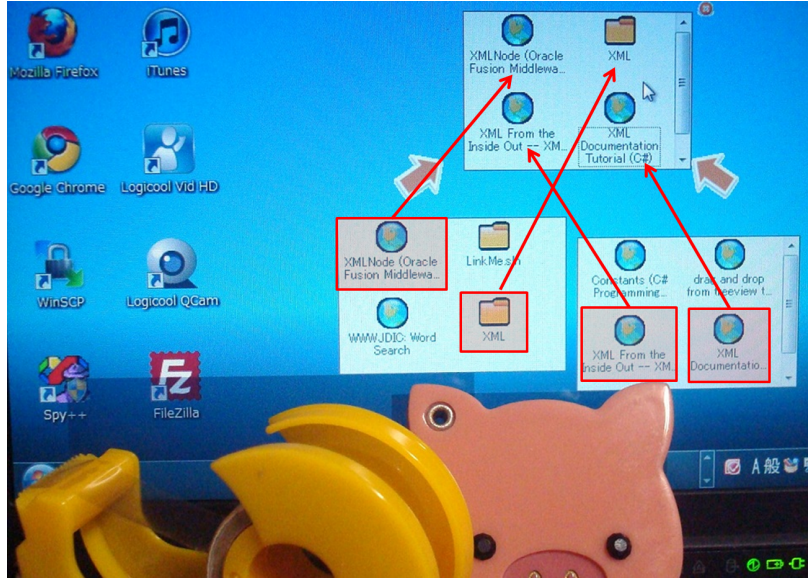 Mozilla Firefox
iTunes
Google Chrome
Logicool Vid HD
WinSCP
Logicool QCam
Spy++
FileZilla
XMLNode (Oracle
Fusion Middlewa...
XML
XML From the
Inside Out -- XM...
XML
Documentation
Tutorial (C#)
XMLNode (Oracle
Fusion Middlewa...
LinkMe.sln
WWWJDIC: Word
Search
XML
Constants (C#
Programming...
drag and drop
from treeview t...
XML From the
Inside Out -- XM...
XML
Documentatio...
Fz
A 般